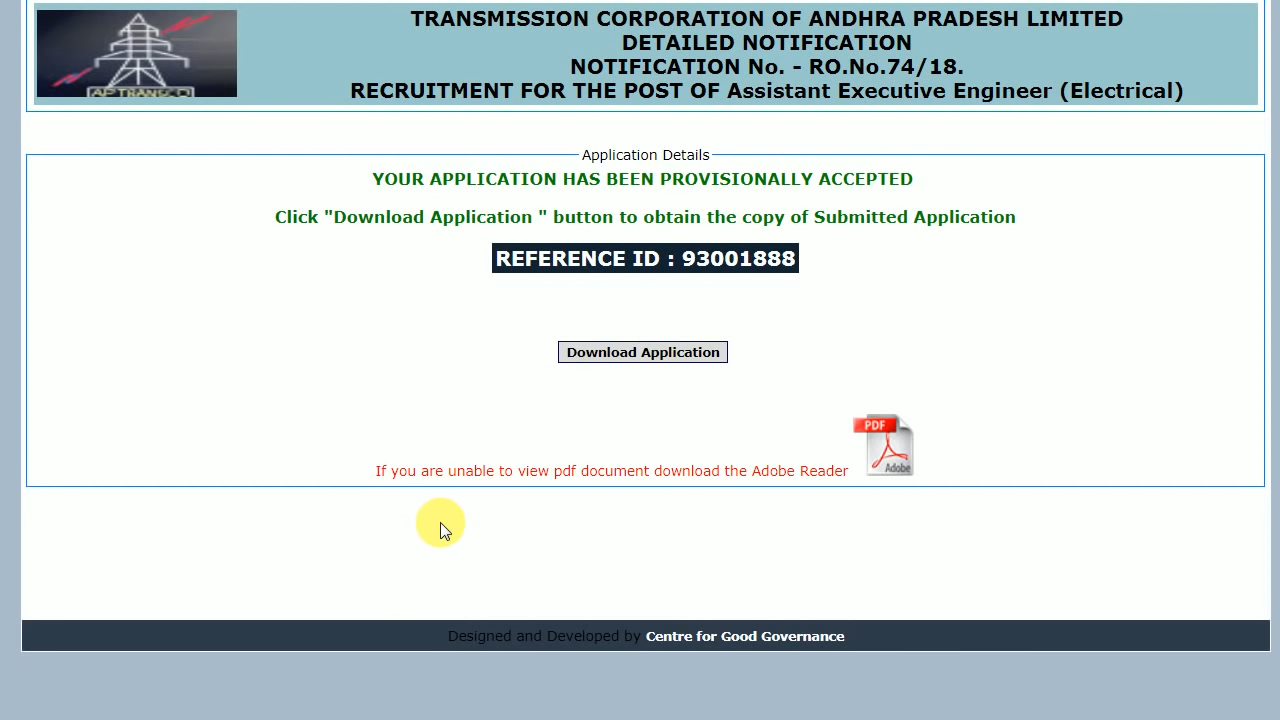 TRANSMISSION CORPORATION OF ANDHRA PRADESH LIMITED
DETAILED NOTIFICATION
NOTIFICATION No. - RO.No.74/18.
RECRUITMENT FOR THE POST OF Assistant Executive Engineer (Electrical)
APTRANSCO
Application Details
YOUR APPLICATION HAS BEEN PROVISIONALLY ACCEPTED
Click "Download Application " button to obtain the copy of Submitted Application
REFERENCE ID : 93001888
Download Application
PDF
Adobe
If you are unable to view pdf document download the Adobe Reader
Designed and Developed by Centre for Good Governance